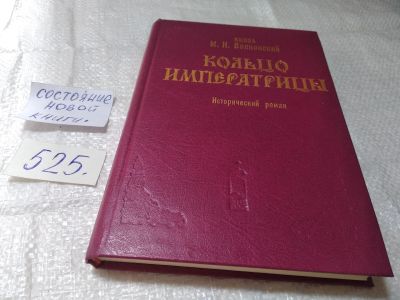 князь
М. Н. Волконский
КОЛЬЦО
ИМПЕРАТРИЦЫ
Исторический роман
СОСТОЯНИЕ
НОВОЙ
КНИГИ.
525.